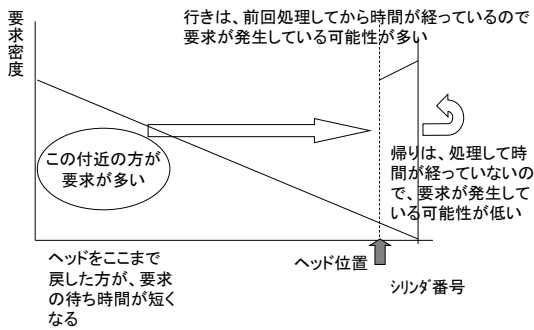 要求密度
行きは、前回処理してから時間が経っているので
要求が発生している可能性が多い
この付近の方が
要求が多い
帰りは、処理して時
間が経っていないの
で、要求が発生して
いる可能性が低い
ヘッドをここまで
戻した方が、要求
の待ち時間が短く
なる
ヘッド位置
シリンダ番号